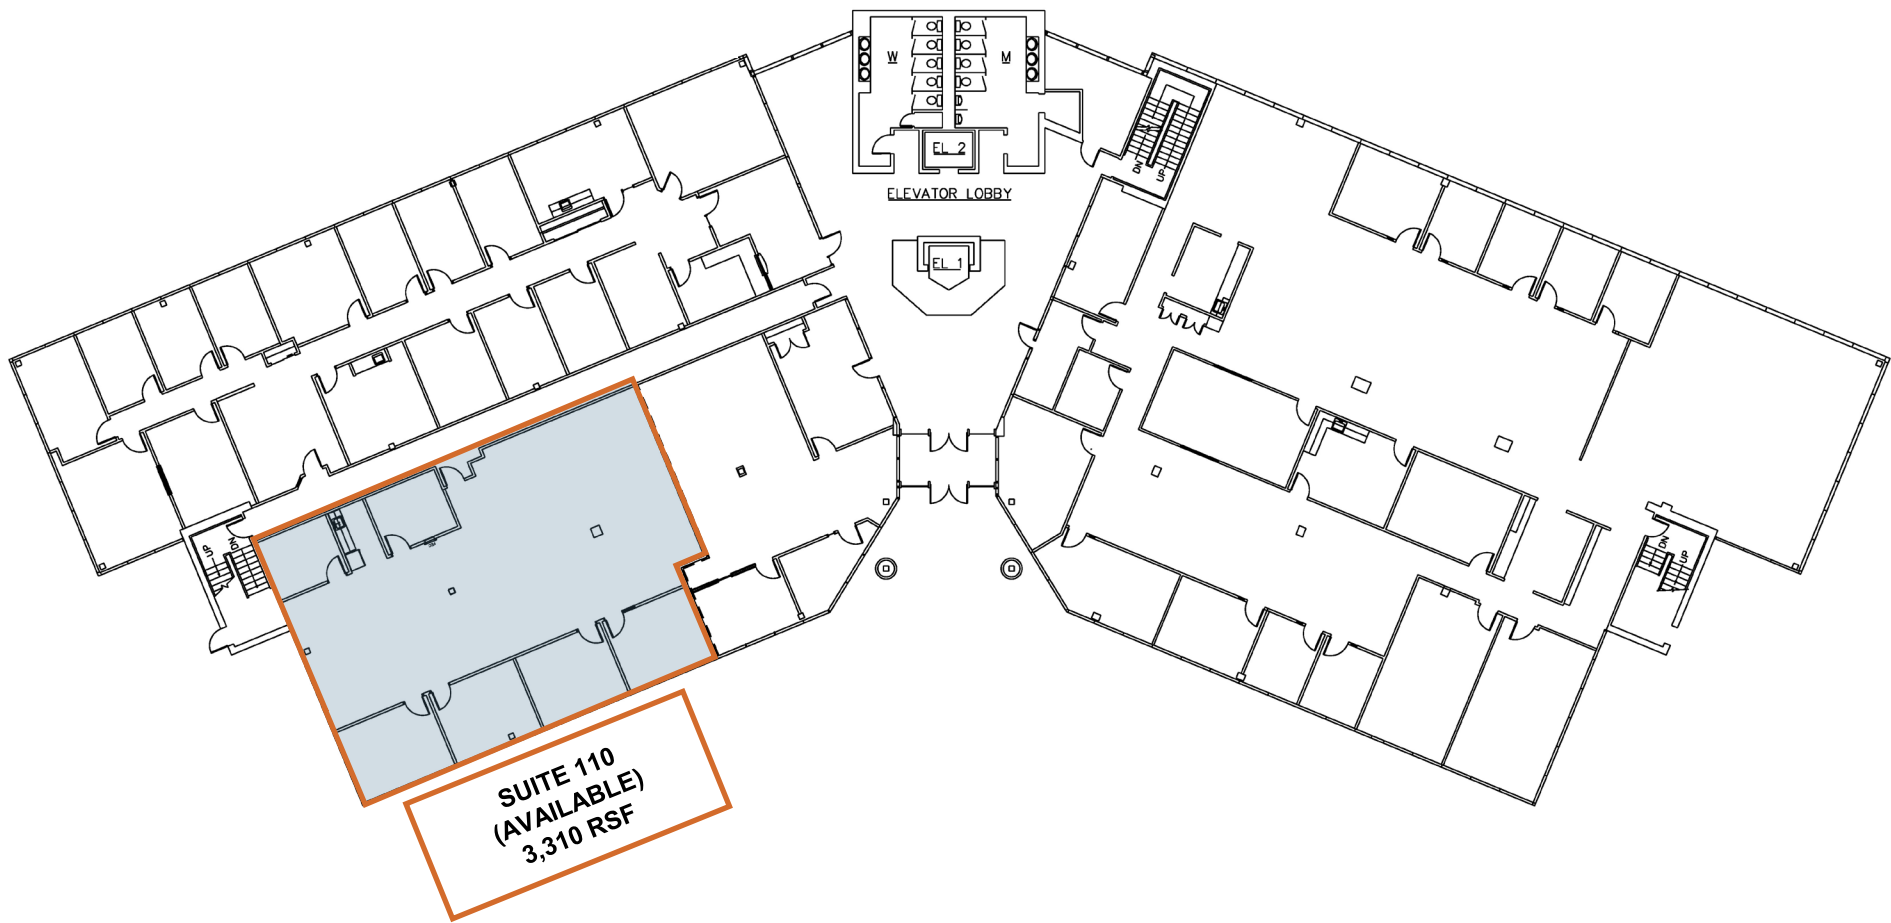 W
M
EL 2
ELEVATOR LOBBY
EL 1
DN
UP
UP
DN
DN
UP
SUITE 110
(AVAILABLE)
3,310 RSF